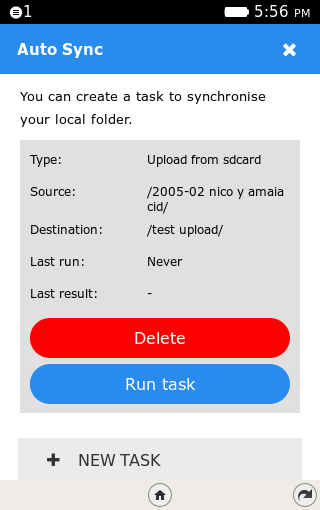 1 5:56 PM
Auto Sync
You can create a task to synchronise
your local folder.
Type: Upload from sdcard
Source: /2005-02 nico y amaia
cid/
Destination: /test upload/
Last run: Never
Last result: -
Delete
Run task
NEW TASK